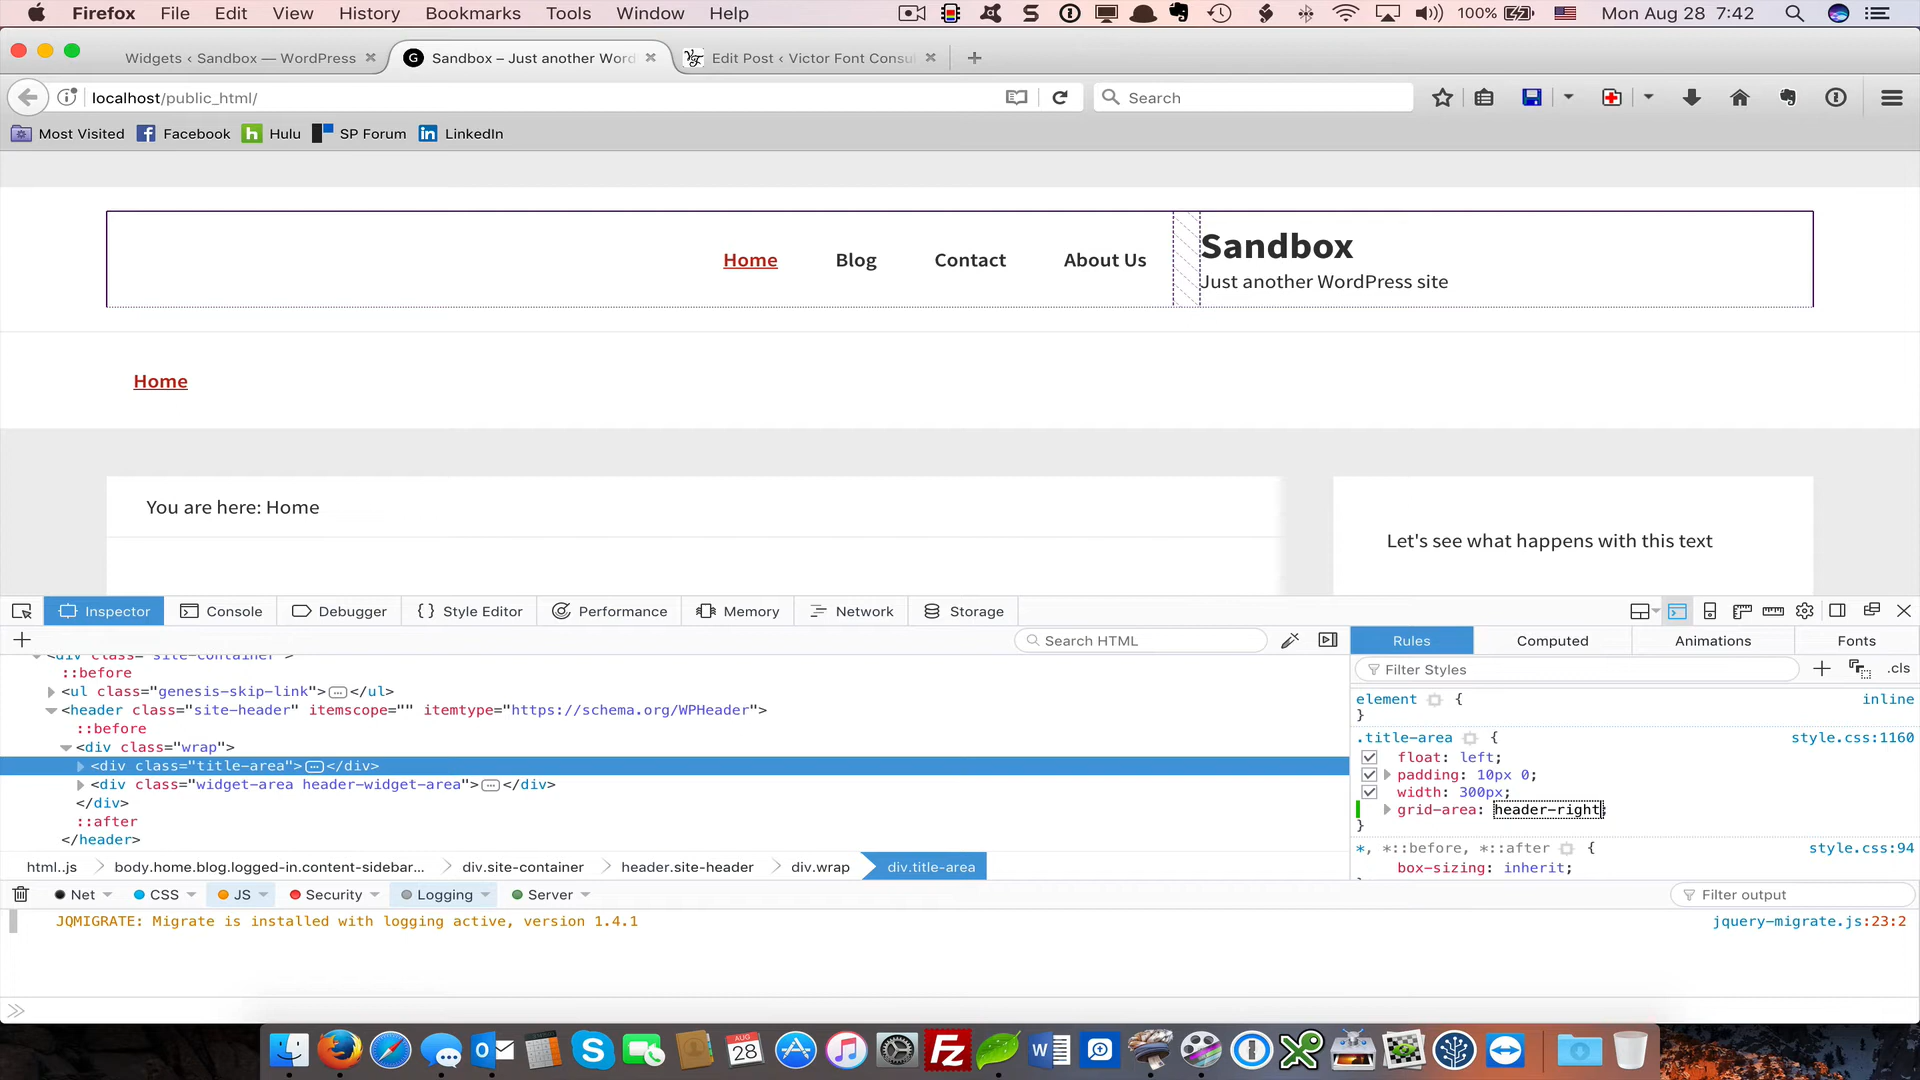 Firefox File Edit View History Bookmarks Tools Window Help 100% Mon Aug 28 7:42
Widgets ‹ Sandbox — WordPress
Sandbox – Just another Word
Edit Post ‹ Victor Font Consul
localhost/public_html/
Search
Most Visited Facebook Hulu SP Forum LinkedIn
Home Blog Contact About Us
Sandbox
Just another WordPress site
Home
You are here: Home
Let's see what happens with this text
Inspector Console Debugger { } Style Editor Performance Memory Network Storage
Search HTML
Rules Computed Animations Fonts
Filter Styles
.cls
<div class="site-container">
::before
<ul class="genesis-skip-link"></ul>
<header class="site-header" itemscope="" itemtype="https://schema.org/WPHeader">
::before
<div class="wrap">
<div class="title-area"></div>
<div class="widget-area header-widget-area"></div>
</div>
::after
</header>
element { inline
}
.title-area { style.css:1160
float: left;
padding: 10px 0;
width: 300px;
grid-area: header-right;
}
*, *::before, *::after { style.css:94
box-sizing: inherit;
html.js body.home.blog.logged-in.content-sidebar... div.site-container header.site-header div.wrap div.title-area
Net CSS JS Security Logging Server
Filter output
JQMIGRATE: Migrate is installed with logging active, version 1.4.1 jquery-migrate.js:23:2
AUG
28
Fz